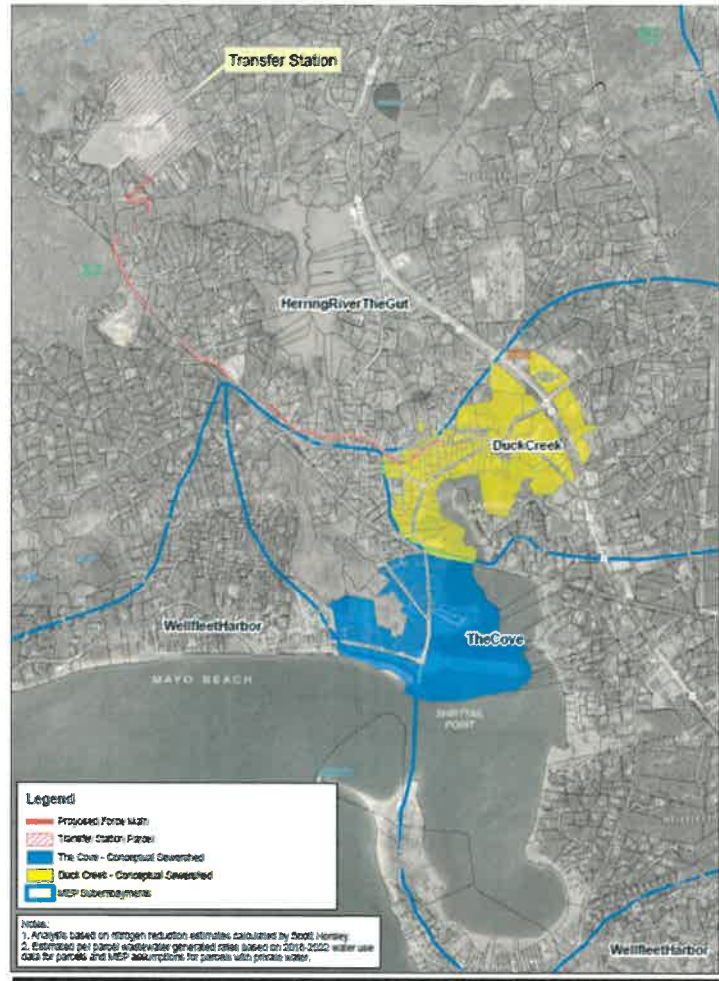 Transfer Station
HerringRiverTheGut
DuckCreek
WellfleetHarbor
TheCove
MAYO BEACH
SHIRTTAIL
POINT
Legend
Proposed Force Main
Transfer Station Parcel
The Cove - Conceptual Sewershed
Duck Creek - Conceptual Sewershed
MEP Subembayments
Notes:
1. Analysis based on nitrogen reduction estimates calculated by Scott Horsley
2. Estimated per parcel wastewater generated rates based on 2016-2022 water use
data for parcels and MEP assumptions for parcels with private water.
WellfleetHarbor